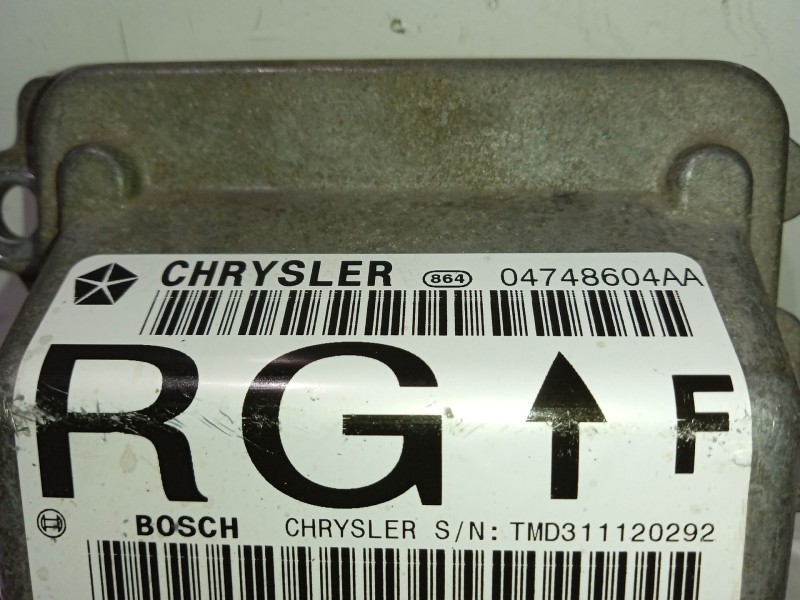 CHRYSLER 864 04748604AA
RG F
BOSCH CHRYSLER S/N: TMD311120292